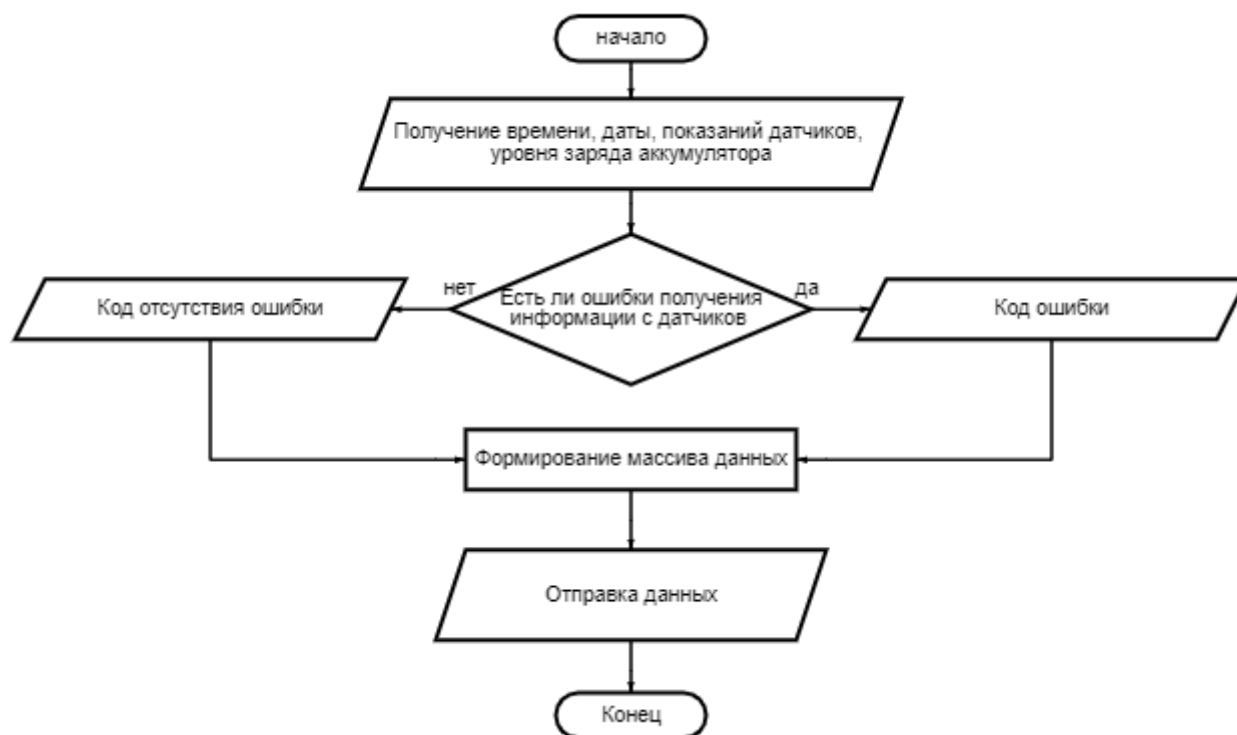 начало
Получение времени, даты, показаний датчиков,
уровня заряда аккумулятора
нет
Есть ли ошибки получения
информации с датчиков
да
Код отсутствия ошибки
Код ошибки
Формирование массива данных
Отправка данных
Конец